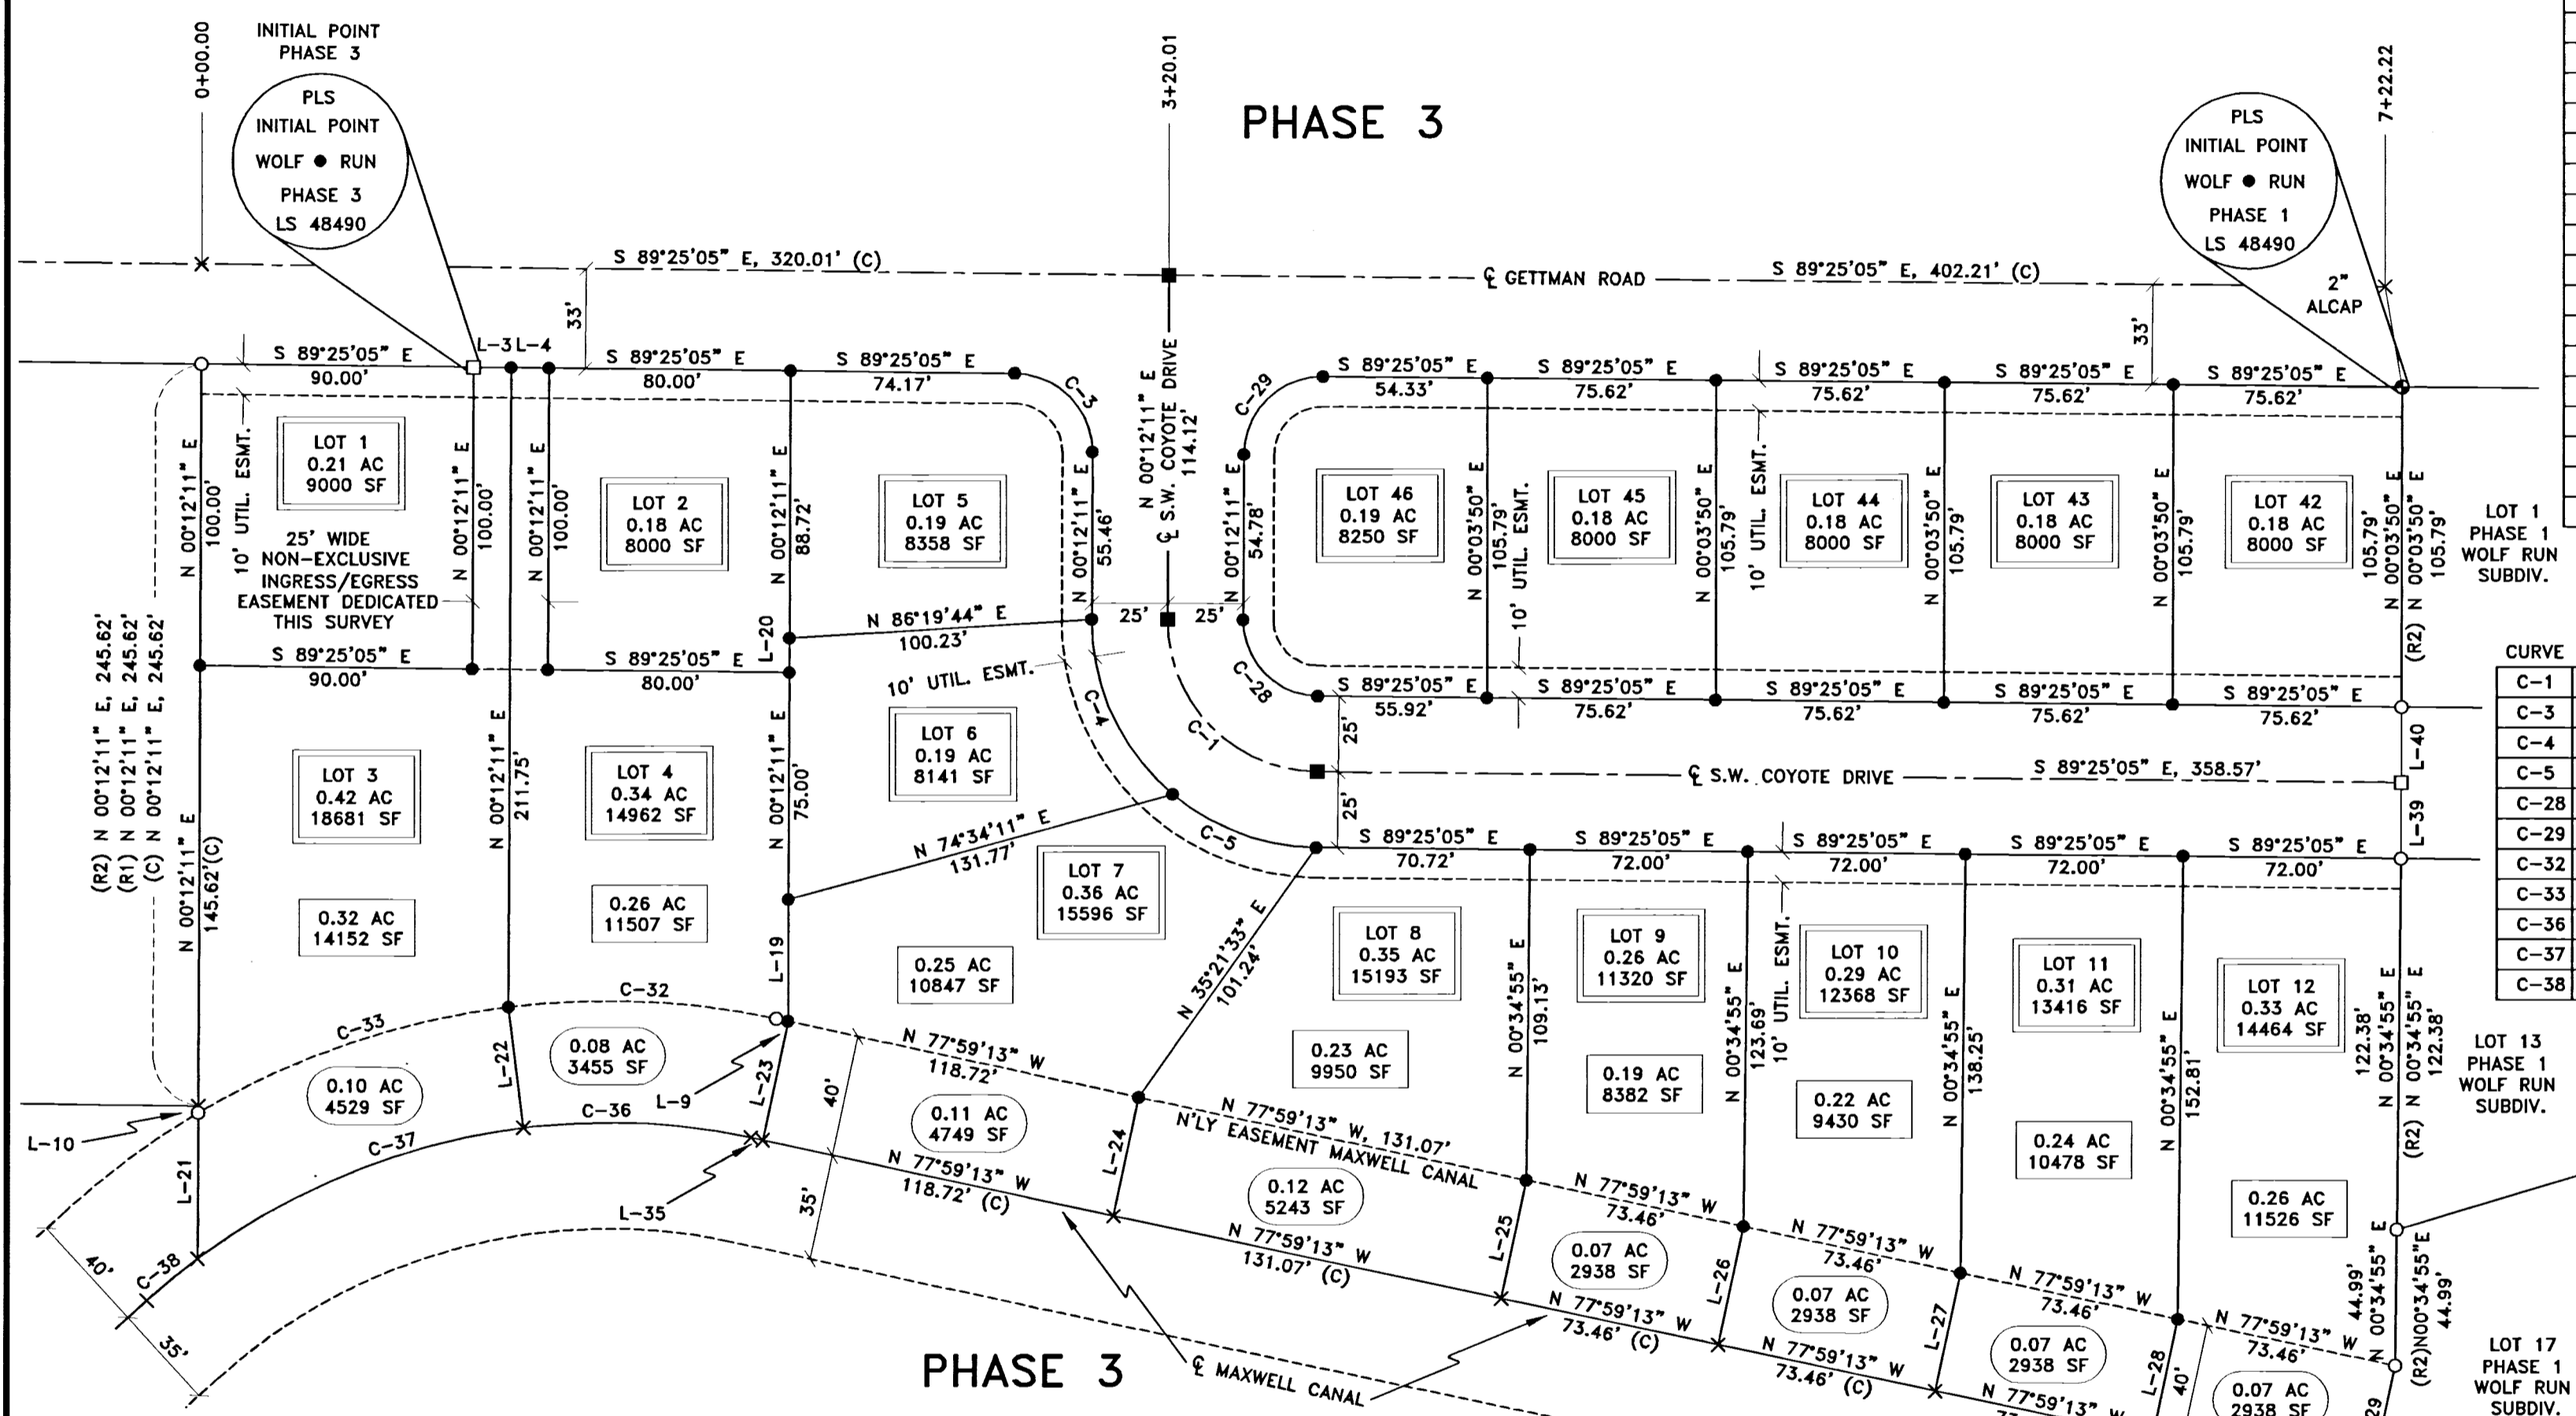 0+00.00
INITIAL POINT
PHASE 3
PLS
INITIAL POINT
WOLF ● RUN
PHASE 3
LS 48490
3+20.01
PHASE 3
7+22.22
PLS
INITIAL POINT
WOLF ● RUN
PHASE 1
LS 48490
2"
ALCAP
S 89°25'05" E, 320.01' (C)
℄ GETTMAN ROAD
S 89°25'05" E, 402.21' (C)
33'
33'
S 89°25'05" E
90.00'
L-3
L-4
S 89°25'05" E
80.00'
S 89°25'05" E
74.17'
C-3
N 00°12'11" E
℄ S.W. COYOTE DRIVE
114.12'
C-29
S 89°25'05" E
54.33'
S 89°25'05" E
75.62'
S 89°25'05" E
75.62'
S 89°25'05" E
75.62'
S 89°25'05" E
75.62'
(R2) N 00°12'11" E, 245.62'
(R1) N 00°12'11" E, 245.62'
(C) N 00°12'11" E, 245.62'
N 00°12'11" E
100.00'
10' UTIL. ESMT.
LOT 1
0.21 AC
9000 SF
25' WIDE
NON-EXCLUSIVE
INGRESS/EGRESS
EASEMENT DEDICATED
THIS SURVEY
N 00°12'11" E
100.00'
N 00°12'11" E
100.00'
LOT 2
0.18 AC
8000 SF
N 00°12'11" E
88.72'
LOT 5
0.19 AC
8358 SF
N 00°12'11" E
55.46'
N 00°12'11" E
54.78'
LOT 46
0.19 AC
8250 SF
N 00°03'50" E
105.79'
10' UTIL. ESMT.
LOT 45
0.18 AC
8000 SF
N 00°03'50" E
105.79'
10' UTIL. ESMT.
LOT 44
0.18 AC
8000 SF
N 00°03'50" E
105.79'
LOT 43
0.18 AC
8000 SF
N 00°03'50" E
105.79'
LOT 42
0.18 AC
8000 SF
105.79'
N 00°03'50" E
(R2) N 00°03'50" E
105.79'
LOT 1
PHASE 1
WOLF RUN
SUBDIV.
S 89°25'05" E
90.00'
S 89°25'05" E
80.00'
L-20
N 86°19'44" E
100.23'
25'
25'
10' UTIL. ESMT.
C-4
C-28
C-1
S 89°25'05" E
55.92'
S 89°25'05" E
75.62'
S 89°25'05" E
75.62'
S 89°25'05" E
75.62'
S 89°25'05" E
75.62'
25'
25'
℄ S.W. COYOTE DRIVE
S 89°25'05" E, 358.57'
L-40
L-39
CURVE
C-1
C-3
C-4
C-5
C-28
C-29
C-32
C-33
C-36
C-37
C-38
N 00°12'11" E
145.62'(C)
LOT 3
0.42 AC
18681 SF
0.32 AC
14152 SF
N 00°12'11" E
211.75'
LOT 4
0.34 AC
14962 SF
0.26 AC
11507 SF
N 00°12'11" E
75.00'
LOT 6
0.19 AC
8141 SF
N 74°34'11" E
131.77'
C-5
LOT 7
0.36 AC
15596 SF
0.25 AC
10847 SF
L-19
S 89°25'05" E
70.72'
S 89°25'05" E
72.00'
S 89°25'05" E
72.00'
S 89°25'05" E
72.00'
S 89°25'05" E
72.00'
N 35°21'33" E
101.24'
LOT 8
0.35 AC
15193 SF
0.23 AC
9950 SF
N 00°34'55" E
109.13'
LOT 9
0.26 AC
11320 SF
0.19 AC
8382 SF
N 00°34'55" E
123.69'
10' UTIL. ESMT.
LOT 10
0.29 AC
12368 SF
0.22 AC
9430 SF
N 00°34'55" E
138.25'
LOT 11
0.31 AC
13416 SF
0.24 AC
10478 SF
N 00°34'55" E
152.81'
LOT 12
0.33 AC
14464 SF
0.26 AC
11526 SF
122.38'
N 00°34'55" E
(R2) N 00°34'55" E
122.38'
LOT 13
PHASE 1
WOLF RUN
SUBDIV.
C-33
C-32
0.10 AC
4529 SF
L-22
0.08 AC
3455 SF
L-9
L-23
C-36
C-37
L-10
L-21
L-35
C-38
40'
35'
N 77°59'13" W
118.72'
40'
0.11 AC
4749 SF
35'
N 77°59'13" W
118.72' (C)
L-24
N 77°59'13" W, 131.07'
N'LY EASEMENT MAXWELL CANAL
0.12 AC
5243 SF
N 77°59'13" W
131.07' (C)
L-25
N 77°59'13" W
73.46'
0.07 AC
2938 SF
N 77°59'13" W
73.46' (C)
L-26
N 77°59'13" W
73.46'
0.07 AC
2938 SF
N 77°59'13" W
73.46' (C)
L-27
N 77°59'13" W
73.46'
0.07 AC
2938 SF
N 77°59'13" W
L-28
40'
N 77°59'13" W
73.46'
0.07 AC
2938 SF
44.99'
N 00°34'55" E
(R2)N00°34'55"E
44.99'
LOT 17
PHASE 1
WOLF RUN
SUBDIV.
PHASE 3
℄ MAXWELL CANAL